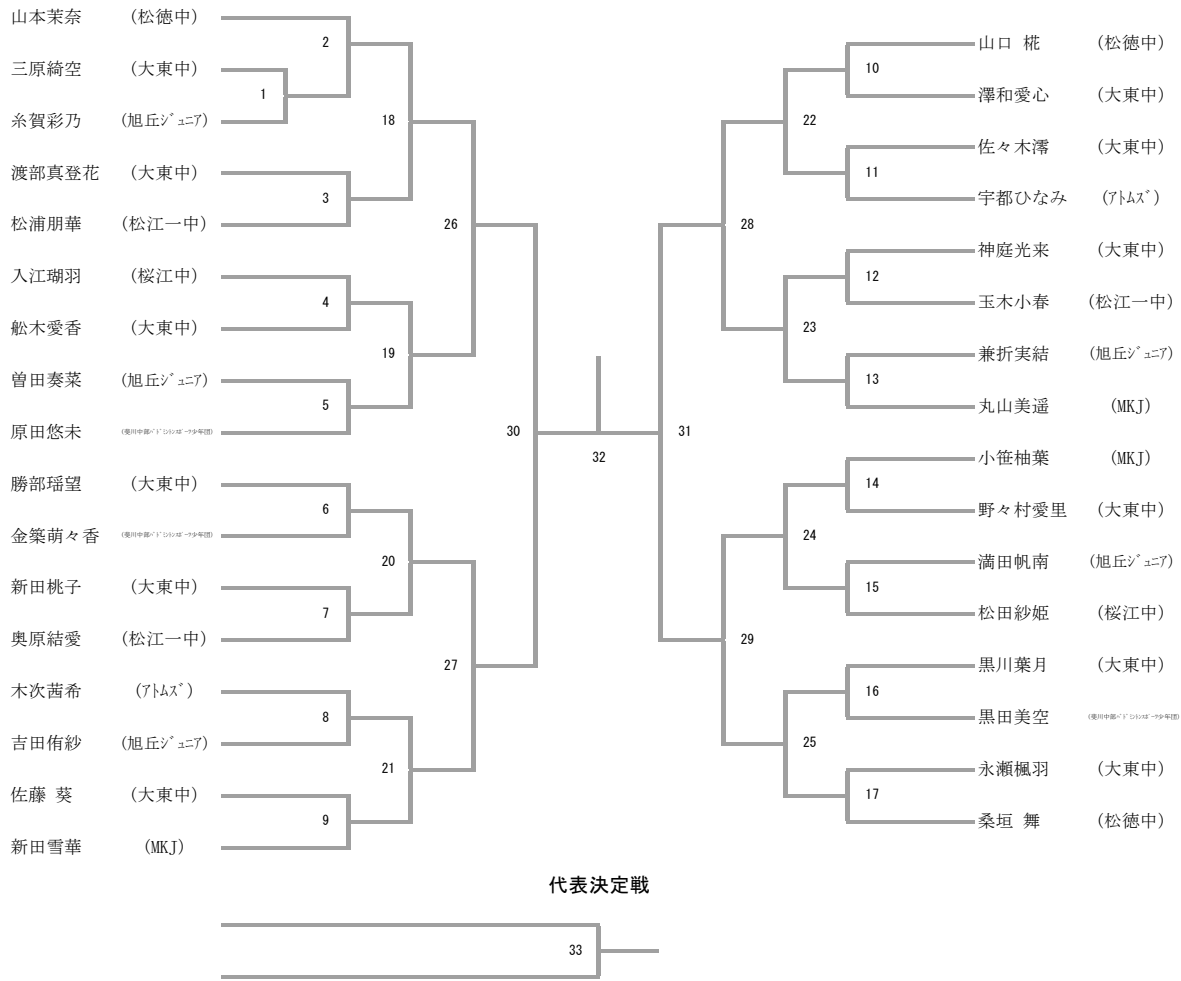 山本茉奈 (松徳中)
2
三原綺空 (大東中)
1
糸賀彩乃 (旭丘ｼﾞｭﾆｱ)
18
渡部真登花 (大東中)
3
松浦朋華 (松江一中)
26
入江瑚羽 (桜江中)
4
舩木愛香 (大東中)
19
曽田奏菜 (旭丘ｼﾞｭﾆｱ)
5
原田悠未
30
勝部瑶望 (大東中)
6
金築萌々香
20
新田桃子 (大東中)
7
奥原結愛 (松江一中)
27
木次茜希 (ｱﾄﾑｽﾞ)
8
吉田侑紗 (旭丘ｼﾞｭﾆｱ)
21
佐藤 葵 (大東中)
9
新田雪華 (MKJ)
32
山口 椛 (松徳中)
10
澤和愛心 (大東中)
22
佐々木澪 (大東中)
11
宇都ひなみ (ｱﾄﾑｽﾞ)
28
神庭光来 (大東中)
12
玉木小春 (松江一中)
23
兼折実結 (旭丘ｼﾞｭﾆｱ)
13
丸山美遥 (MKJ)
31
小笹柚葉 (MKJ)
14
野々村愛里 (大東中)
24
満田帆南 (旭丘ｼﾞｭﾆｱ)
15
松田紗姫 (桜江中)
29
黒川葉月 (大東中)
16
黒田美空
25
永瀬楓羽 (大東中)
17
桑垣 舞 (松徳中)
代表決定戦
33